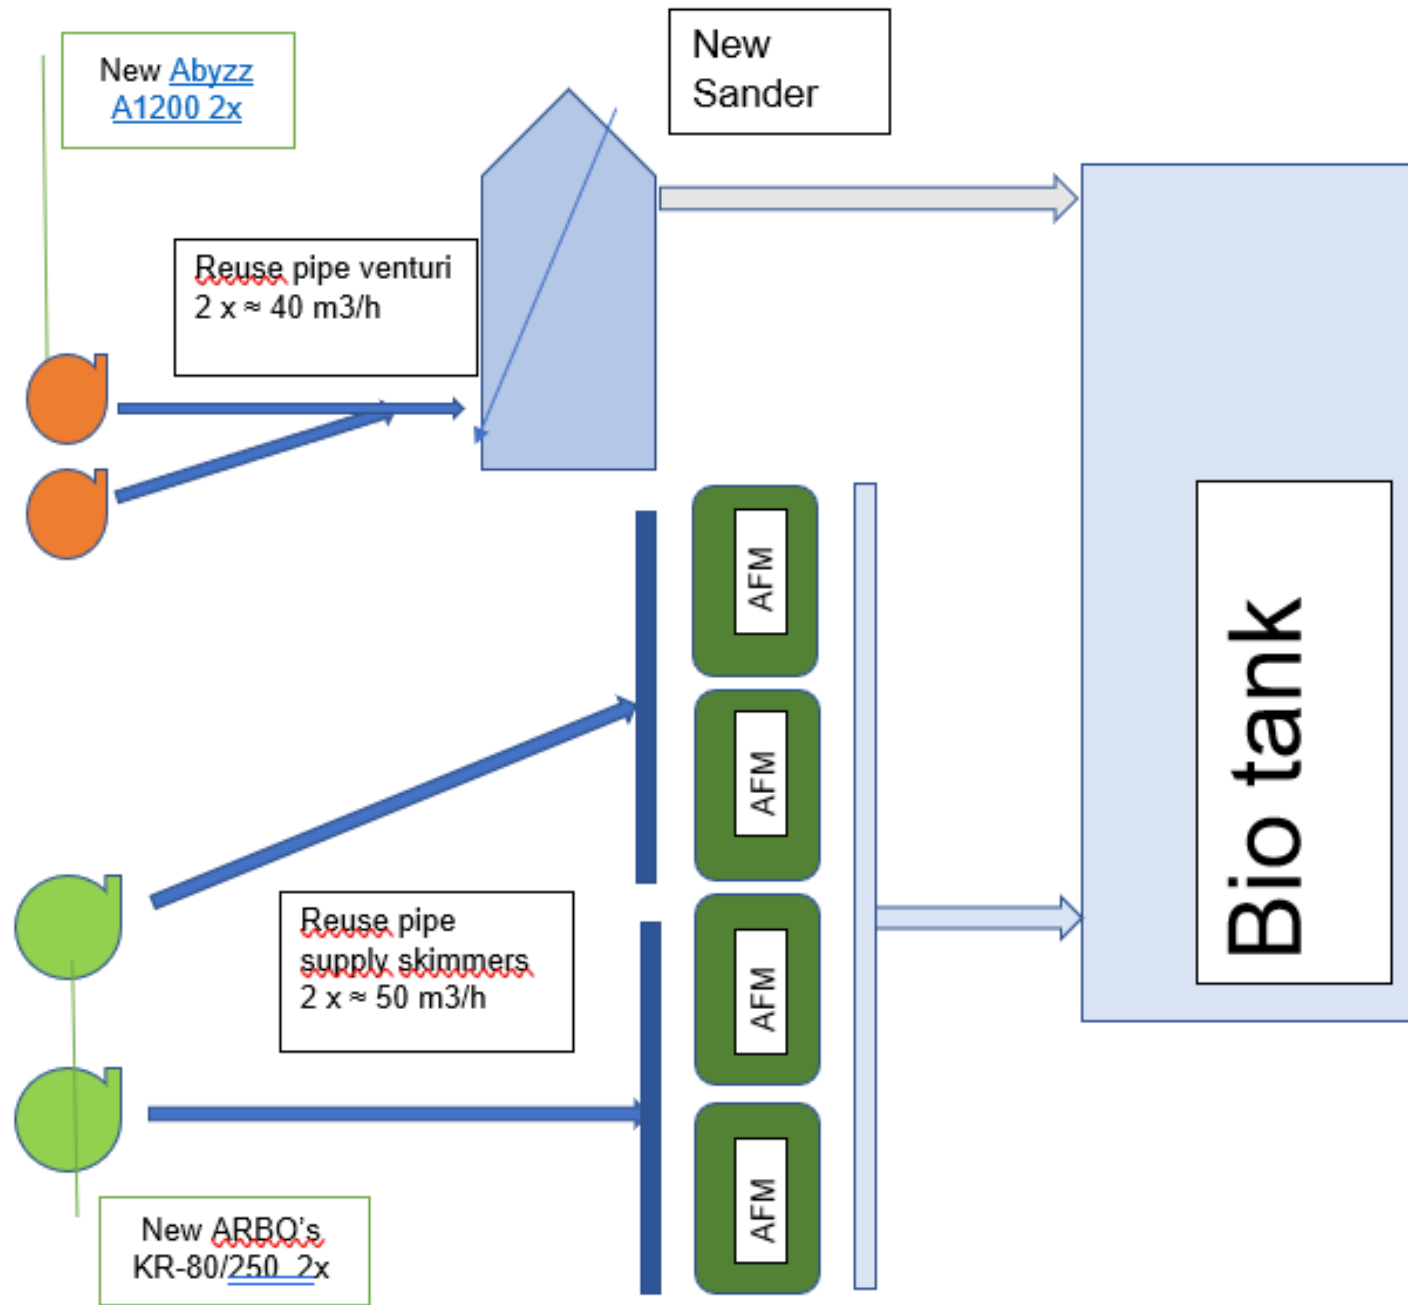 New Abyzz
A1200 2x
New
Sander
Reuse pipe venturi
2 x ≈ 40 m3/h
AFM
AFM
AFM
AFM
Bio tank
Reuse pipe
supply skimmers
2 x ≈ 50 m3/h
New ARBO's
KR-80/250 2x